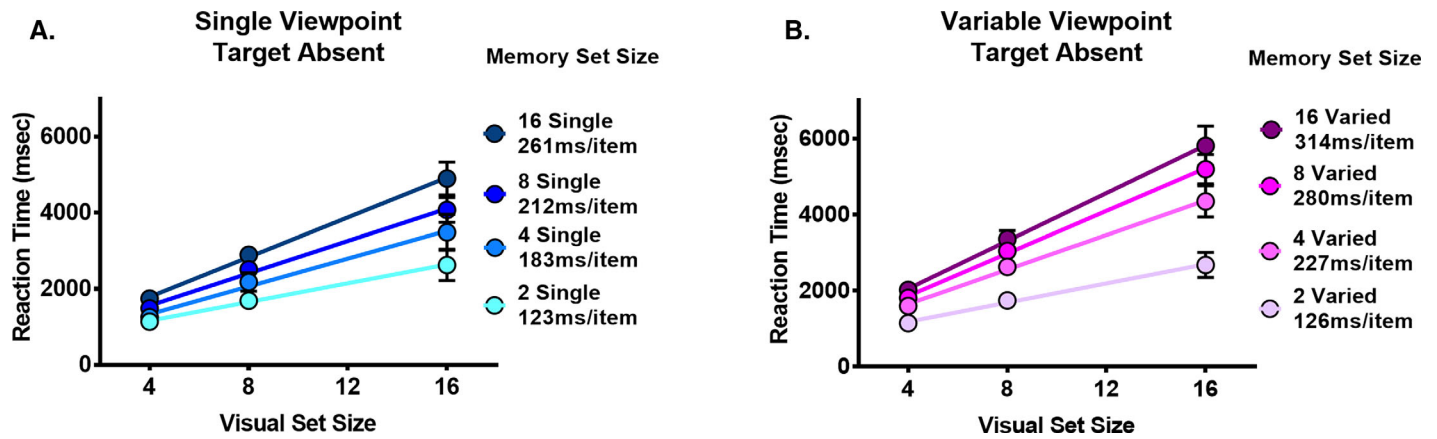 A.
Single Viewpoint
Target Absent
Memory Set Size
Reaction Time (msec)
6000
4000
2000
0
4
8
12
16
Visual Set Size
16 Single
261ms/item
8 Single
212ms/item
4 Single
183ms/item
2 Single
123ms/item
B.
Variable Viewpoint
Target Absent
Memory Set Size
Reaction Time (msec)
6000
4000
2000
0
4
8
12
16
Visual Set Size
16 Varied
314ms/item
8 Varied
280ms/item
4 Varied
227ms/item
2 Varied
126ms/item